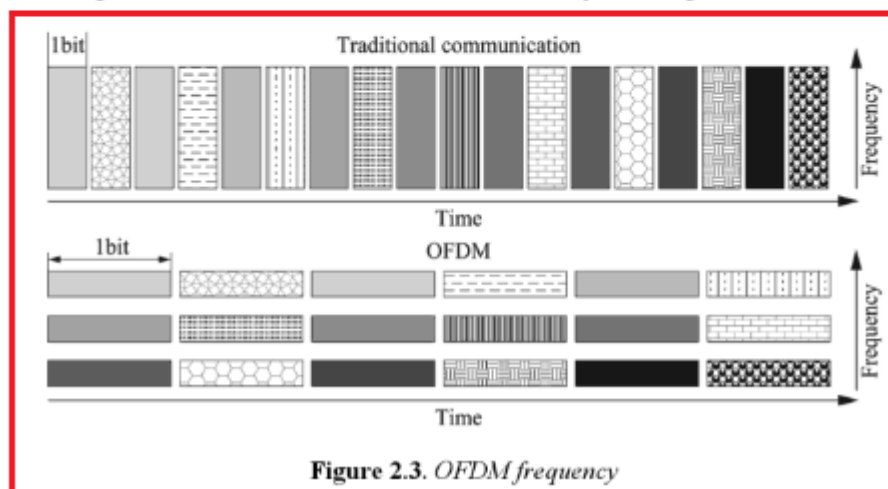 1bit
Traditional communication
Frequency
Time
1bit
OFDM
Frequency
Time
Figure 2.3. OFDM frequency